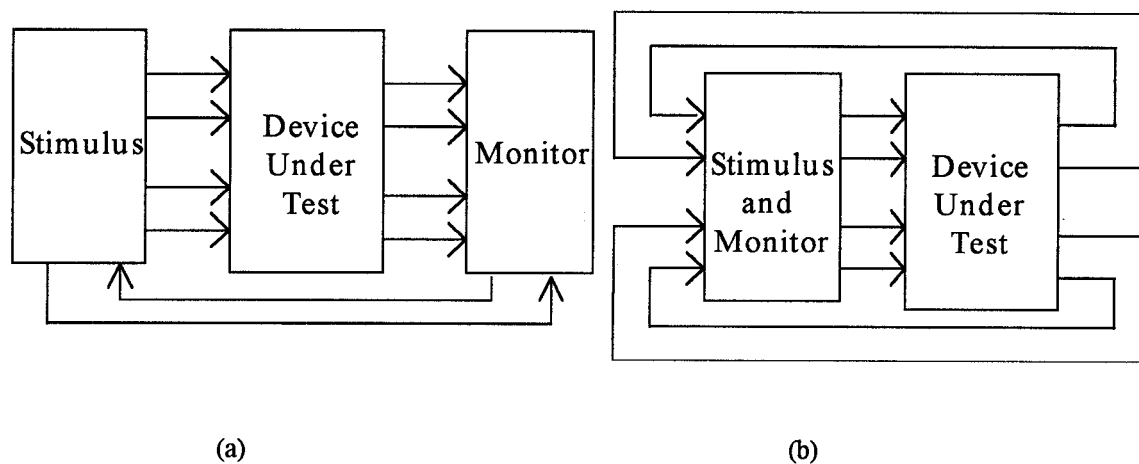 Stimulus
Device
Under
Test
Monitor
Stimulus
and
Monitor
Device
Under
Test
(a)
(b)